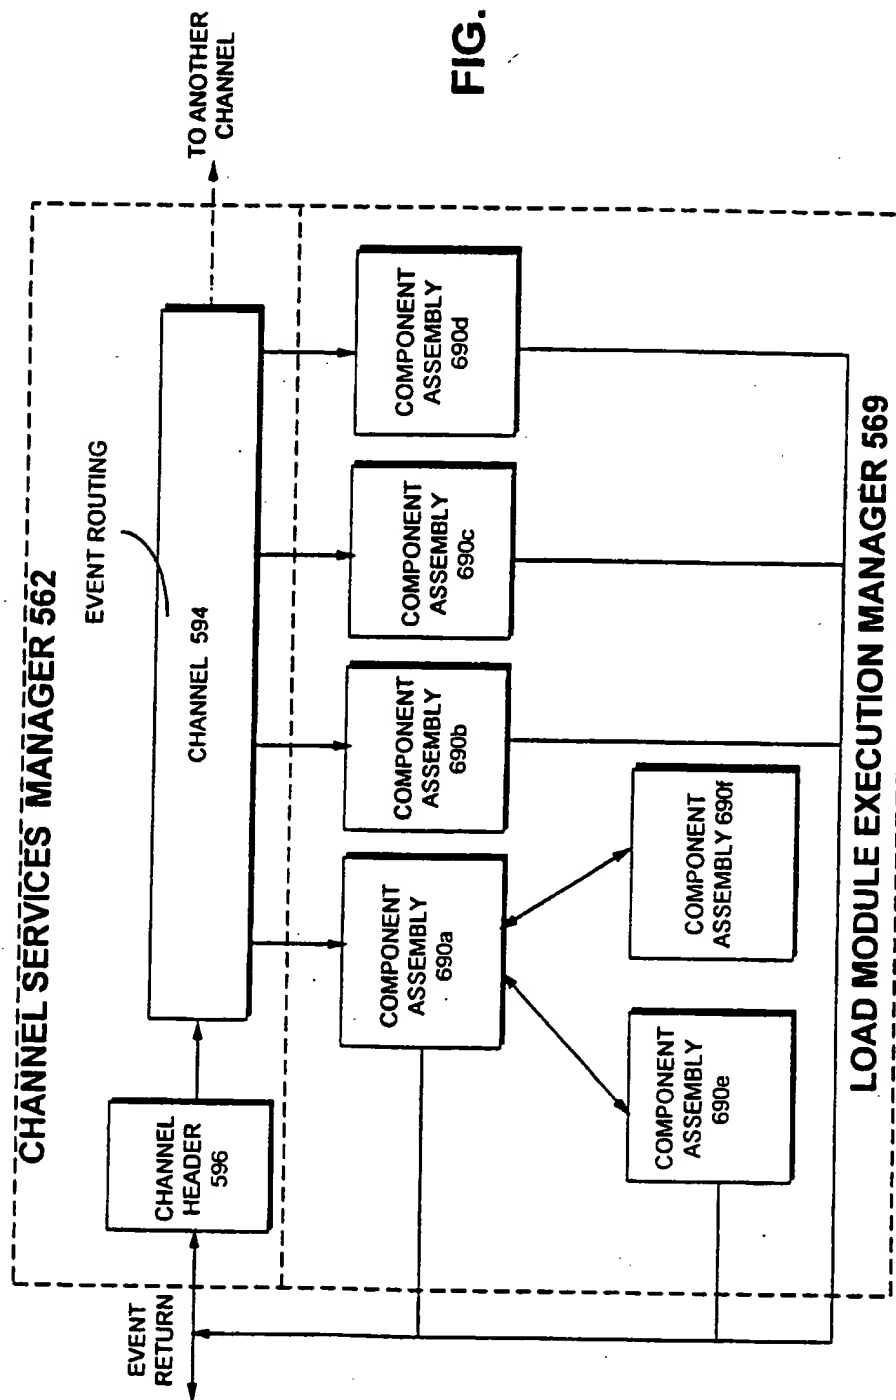 CHANNEL SERVICES MANAGER 562
EVENT ROUTING
TO ANOTHER
CHANNEL
EVENT
RETURN
CHANNEL
HEADER
596
CHANNEL 594
COMPONENT
ASSEMBLY
690a
COMPONENT
ASSEMBLY
690b
COMPONENT
ASSEMBLY
690c
COMPONENT
ASSEMBLY
690d
COMPONENT
ASSEMBLY
690e
COMPONENT
ASSEMBLY 690f
LOAD MODULE EXECUTION MANAGER 569
FIG.